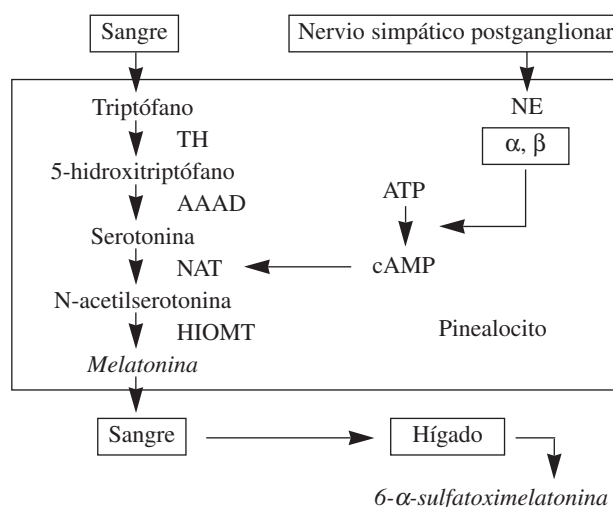 Sangre
Nervio simpático postganglionar
Triptófano
NE
TH
α, β
5-hidroxitriptófano
AAAD
ATP
Serotonina
NAT
cAMP
N-acetilserotonina
HIOMT
Pinealocito
Melatonina
Sangre
Hígado
6-α-sulfatoximelatonina